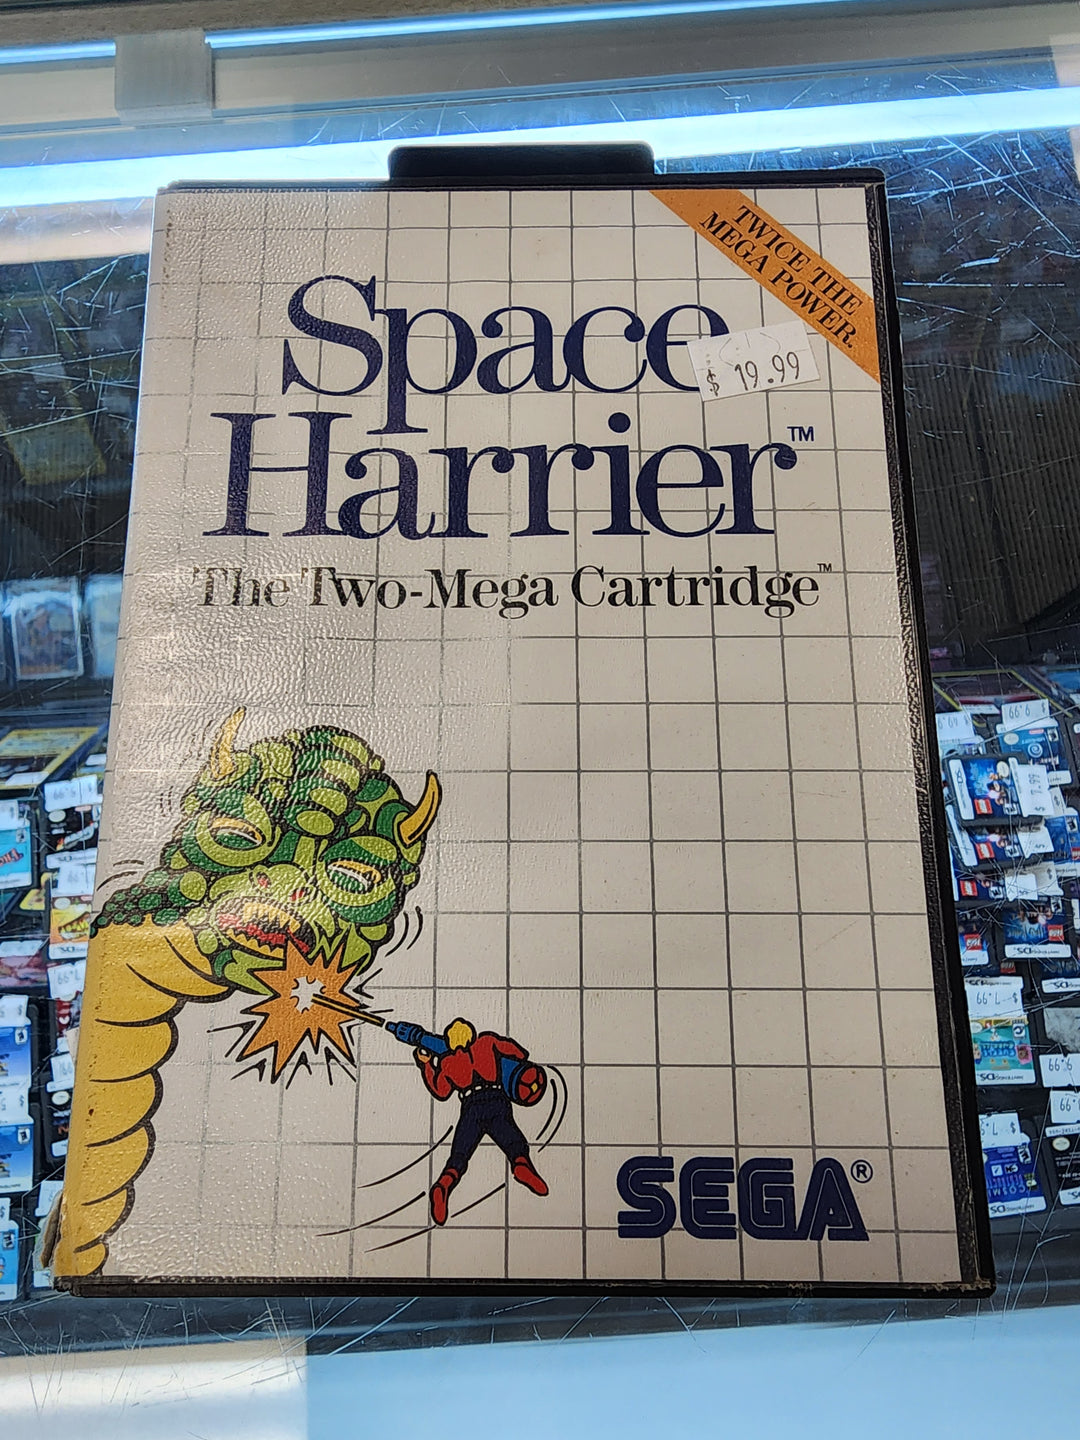 TWICE THE
MEGA POWER.
Space
$ 19.99
Harrier™
The Two-Mega Cartridge™
SEGA®